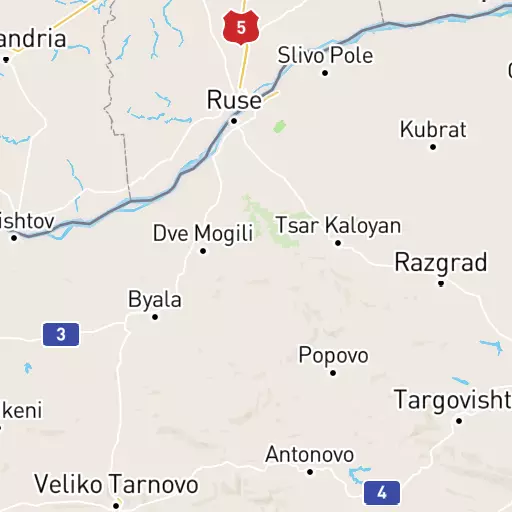 5
andria
Slivo Pole
Ruse
Kubrat
ishtov
Dve Mogili
Tsar Kaloyan
Razgrad
Byala
3
Popovo
keni
Targovisht
Antonovo
Veliko Tarnovo
4